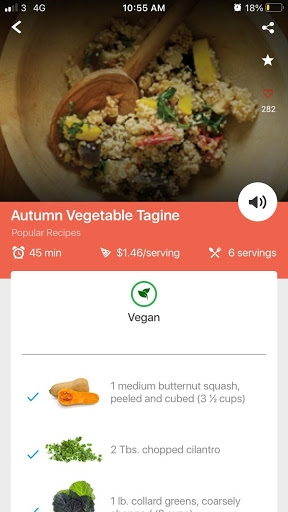 3 4G 10:55 AM 18%
282
Autumn Vegetable Tagine
Popular Recipes
45 min $1.46/serving 6 servings
Vegan
1 medium butternut squash,
peeled and cubed (3 ½ cups)
2 Tbs. chopped cilantro
1 lb. collard greens, coarsely